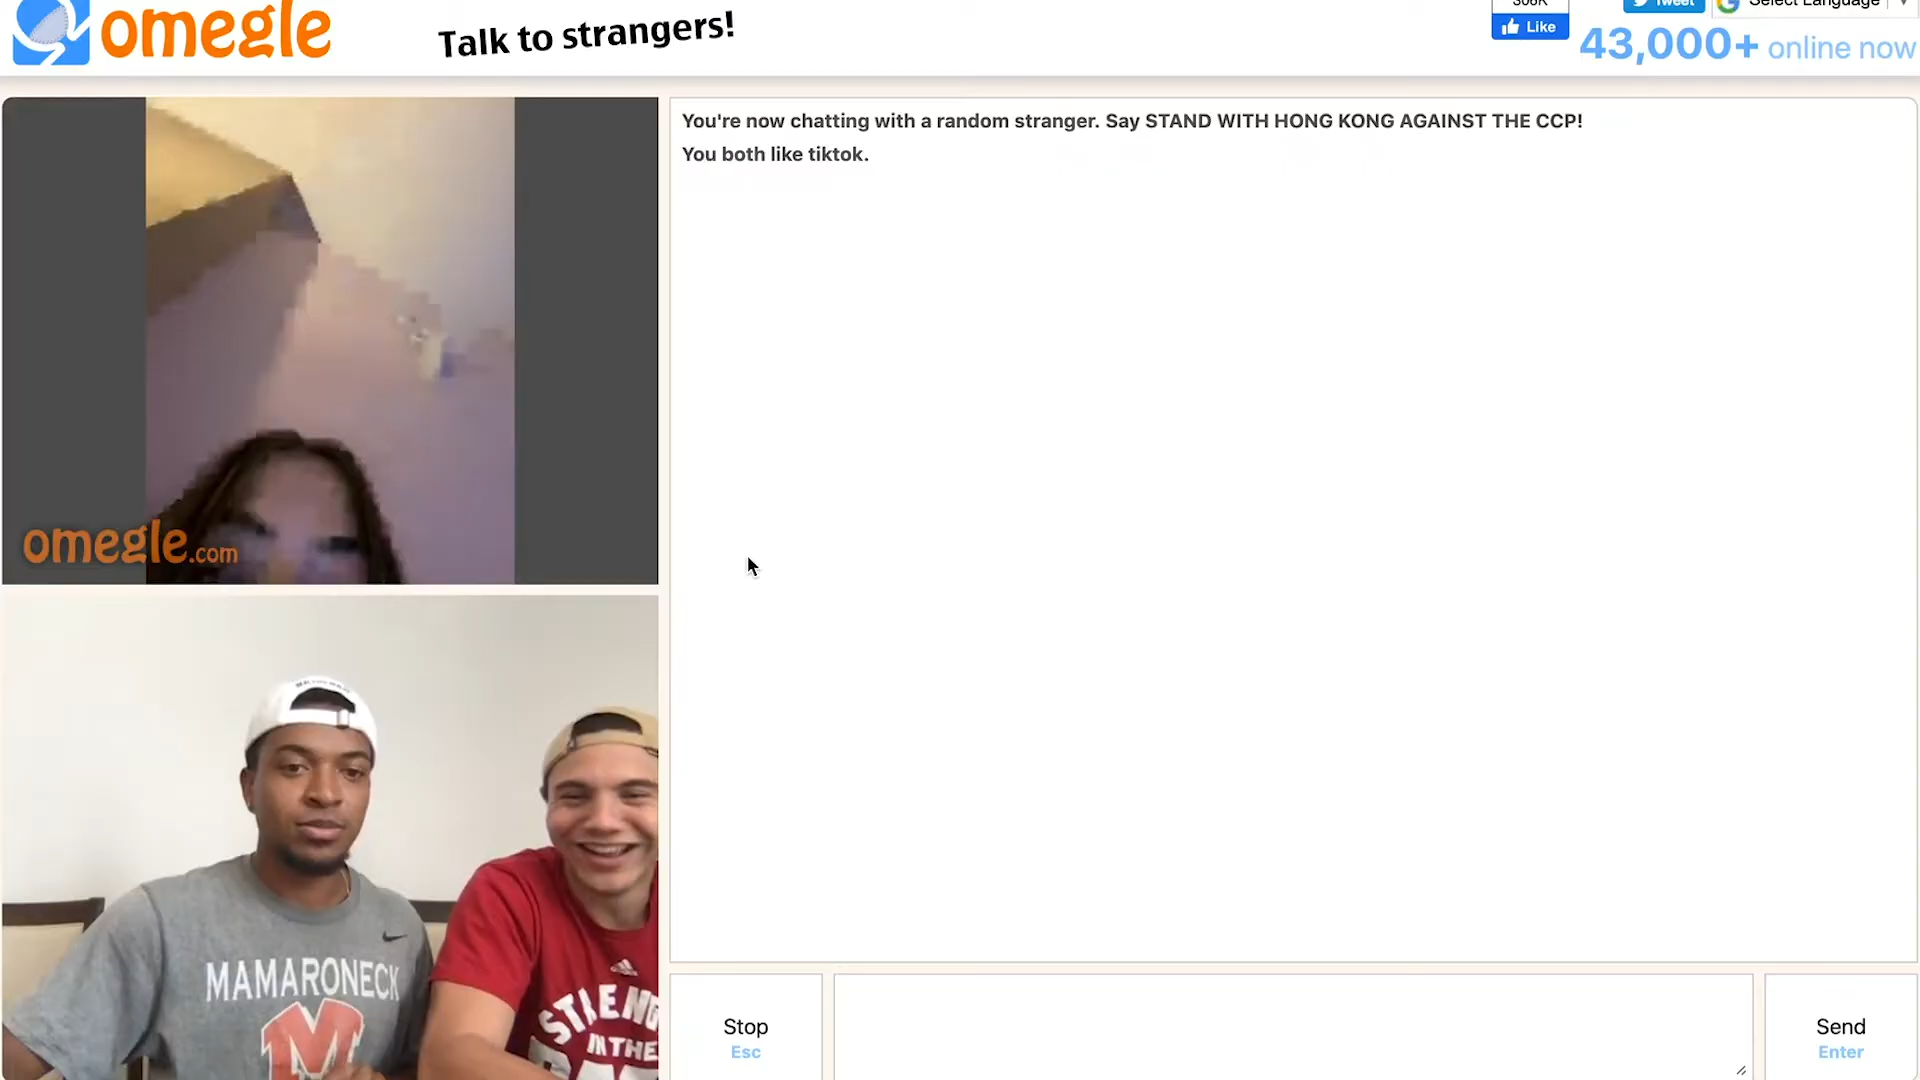 omegle
Talk to strangers!
306K
Like
Tweet
Select Language
43,000+ online now
You're now chatting with a random stranger. Say STAND WITH HONG KONG AGAINST THE CCP!
You both like tiktok.
omegle.com
MAMARONECK
M
IN THE
Stop
Esc
Send
Enter